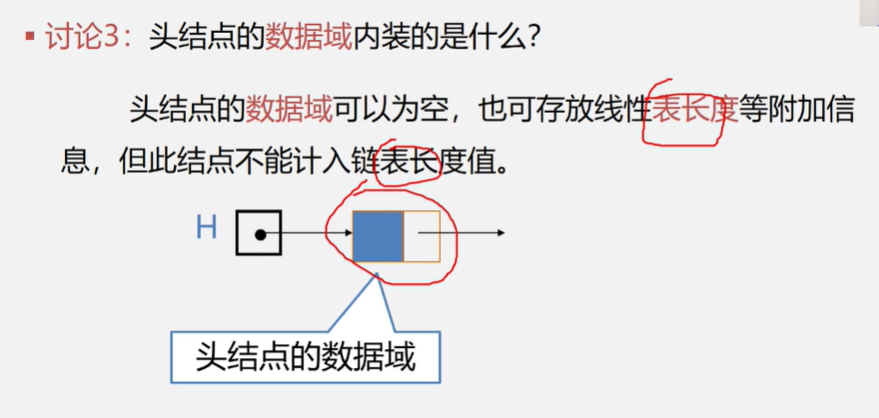 ▪ 讨论3：头结点的数据域内装的是什么？
头结点的数据域可以为空，也可存放线性表长度等附加信
息，但此结点不能计入链表长度值。
H
头结点的数据域